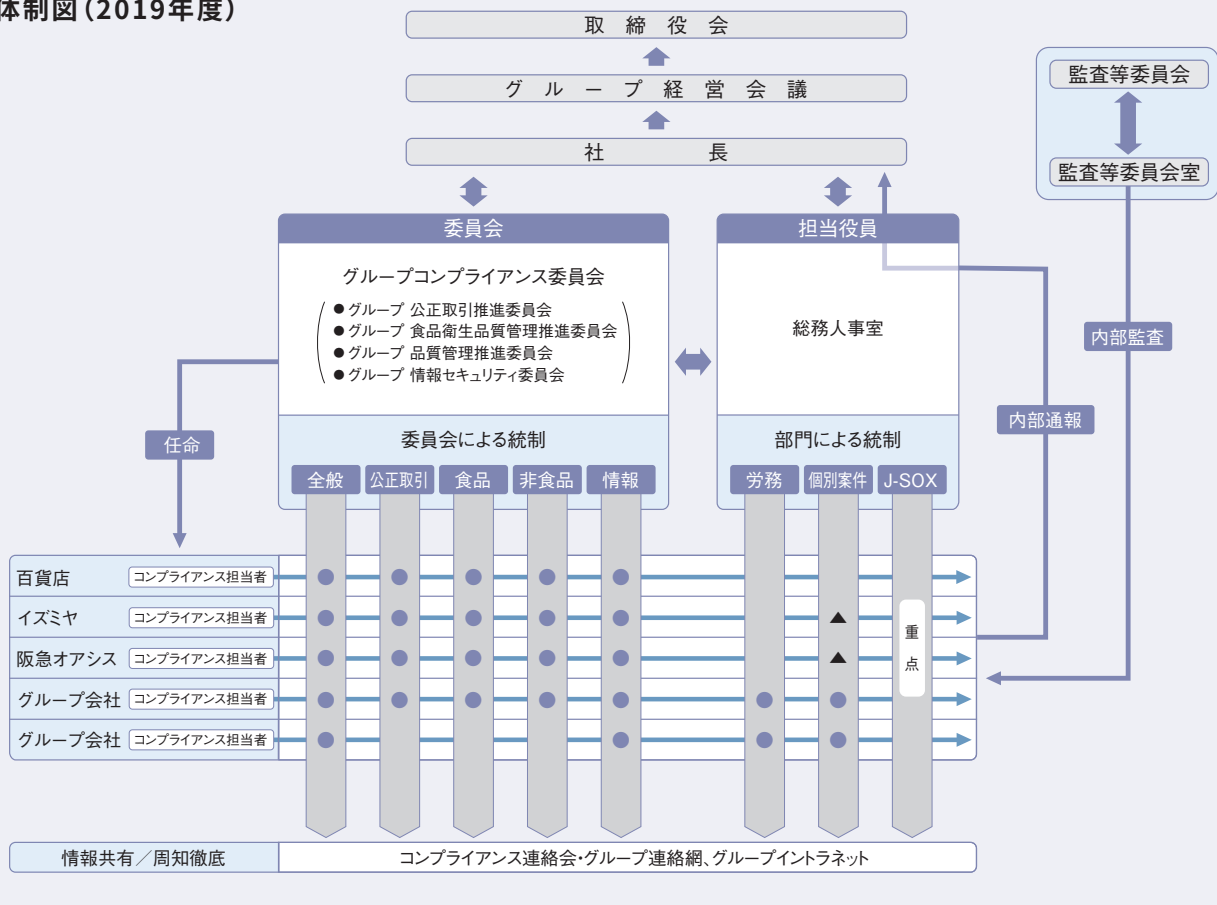 体制図（2019年度）
取締役会
グループ経営会議
社長
監査等委員会
監査等委員会室
委員会
グループコンプライアンス委員会
●グループ 公正取引推進委員会
●グループ 食品衛生品質管理推進委員会
●グループ 品質管理推進委員会
●グループ 情報セキュリティ委員会
担当役員
総務人事室
内部監査
内部通報
任命
委員会による統制
全般 公正取引 食品 非食品 情報
部門による統制
労務 個別案件 J-SOX
百貨店 コンプライアンス担当者
イズミヤ コンプライアンス担当者
阪急オアシス コンプライアンス担当者
グループ会社 コンプライアンス担当者
グループ会社 コンプライアンス担当者
重点
情報共有／周知徹底 コンプライアンス連絡会・グループ連絡網、グループイントラネット